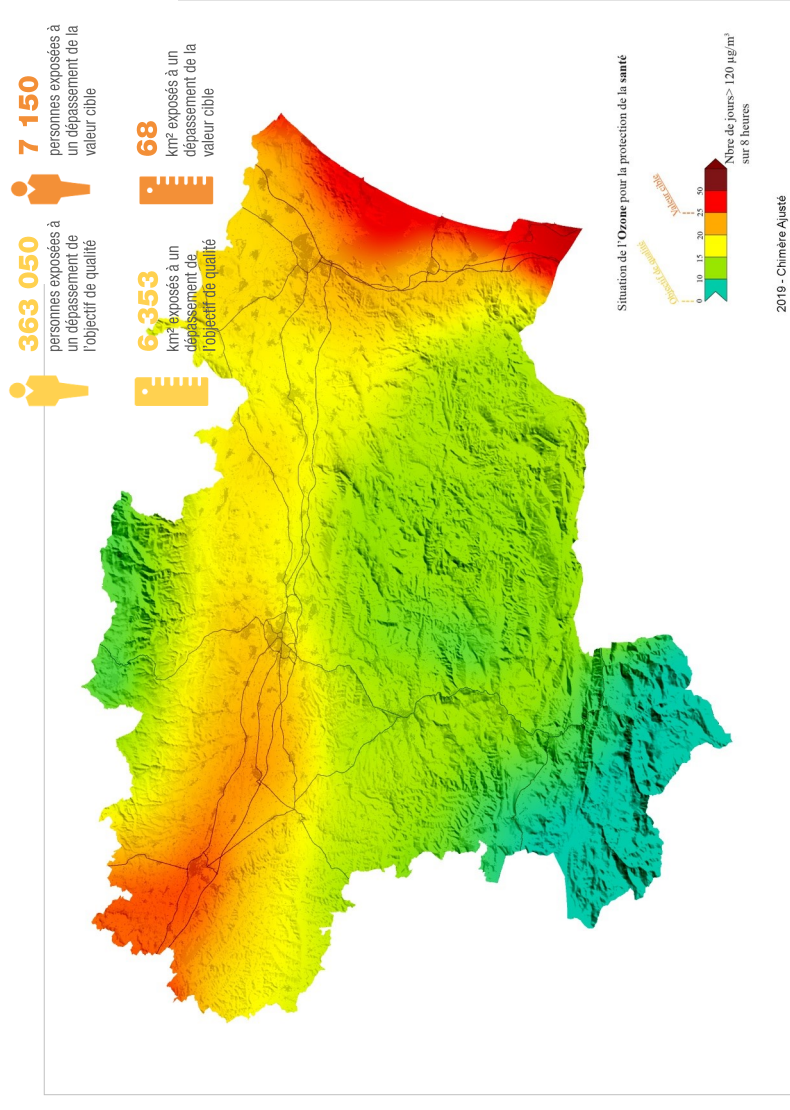 363 050
personnes exposées à
un dépassement de
l'objectif de qualité
7 150
personnes exposées à
un dépassement de la
valeur cible
6 353
km² exposés à un
dépassement de
l'objectif de qualité
68
km² exposés à un
dépassement de la
valeur cible
Situation de l'Ozone pour la protection de la santé
Objectif de qualité
Valeur cible
0 10 15 20 25 50
Nbre de jours> 120 µg/m³
sur 8 heures
2019 - Chimère Ajusté